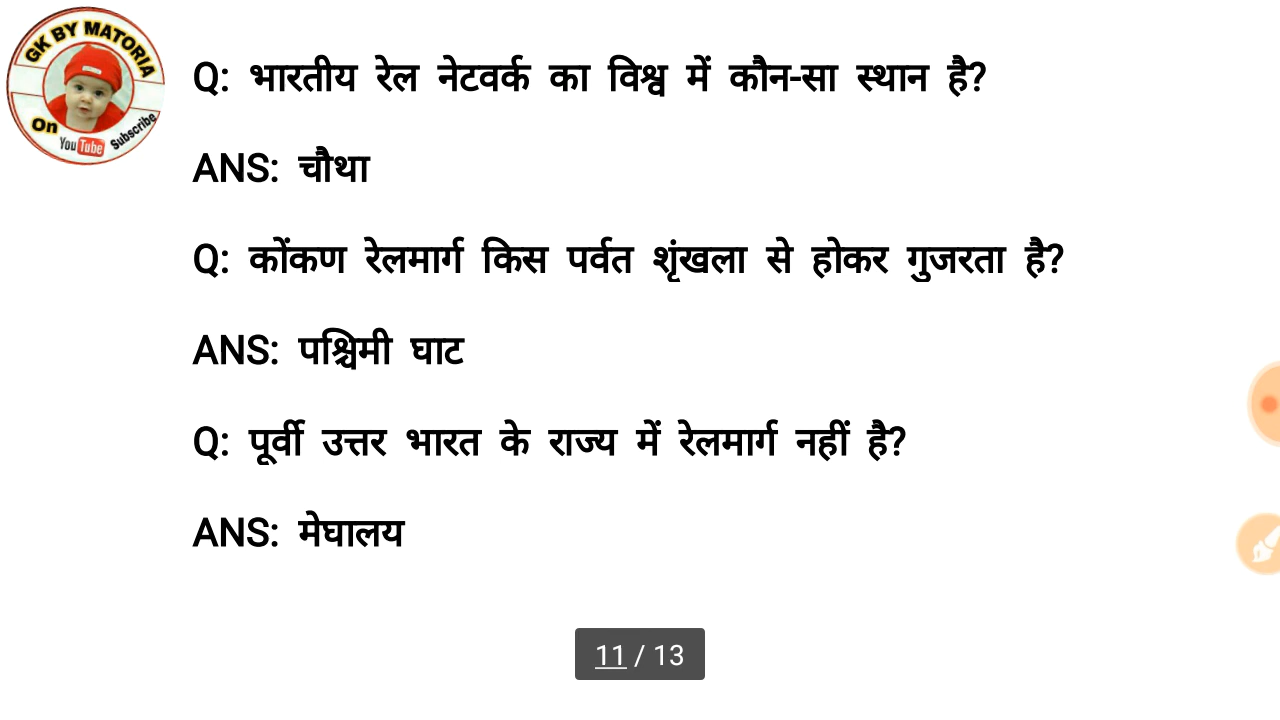 GK BY MATORIA
On
YouTube Subscribe
Q: भारतीय रेल नेटवर्क का विश्व में कौन-सा स्थान है?
ANS: चौथा
Q: कोंकण रेलमार्ग किस पर्वत शृंखला से होकर गुजरता है?
ANS: पश्चिमी घाट
Q: पूर्वी उत्तर भारत के राज्य में रेलमार्ग नहीं है?
ANS: मेघालय
11 / 13